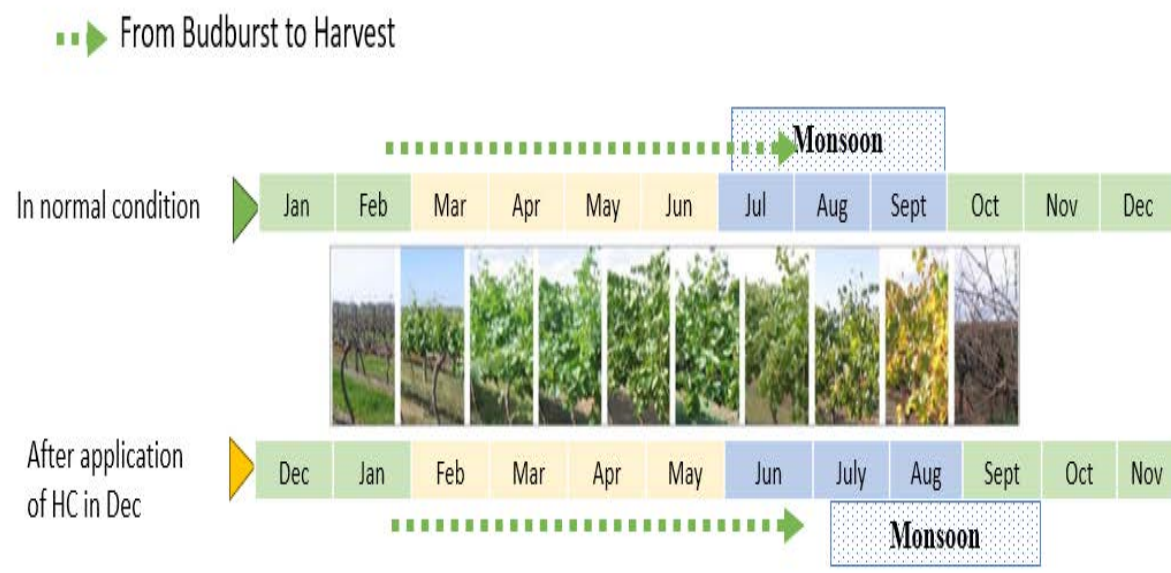 From Budburst to Harvest
Monsoon
In normal condition
Jan Feb Mar Apr May Jun Jul Aug Sept Oct Nov Dec
After application
of HC in Dec
Dec Jan Feb Mar Apr May Jun July Aug Sept Oct Nov
Monsoon